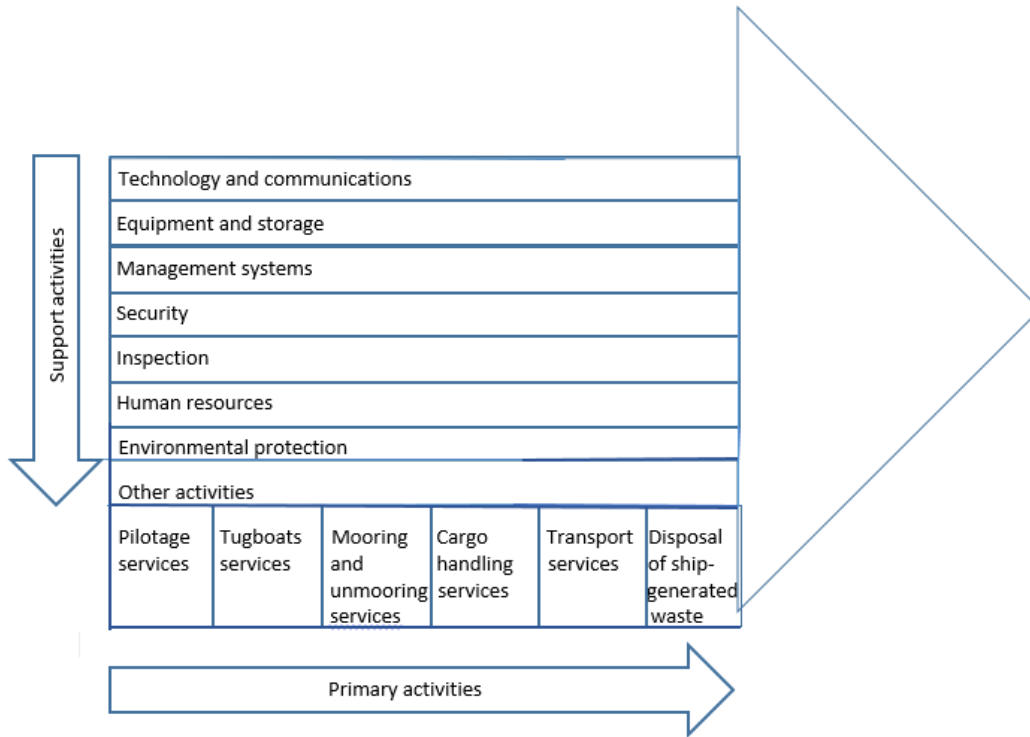 Support activities
Technology and communications
Equipment and storage
Management systems
Security
Inspection
Human resources
Environmental protection
Other activities
Pilotage
services
Tugboats
services
Mooring
and
unmooring
services
Cargo
handling
services
Transport
services
Disposal
of ship-
generated
waste
Primary activities